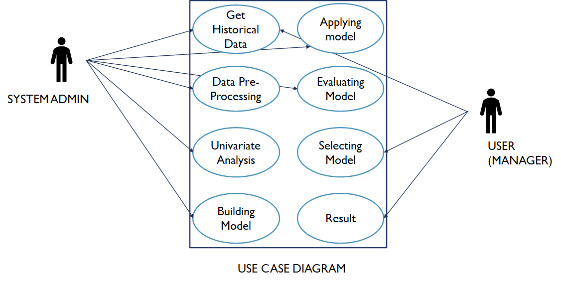 Get
Historical
Data
Applying
model
SYSTEM ADMIN
Data Pre-
Processing
Evaluating
Model
Univariate
Analysis
Selecting
Model
USER
(MANAGER)
Building
Model
Result
USE CASE DIAGRAM